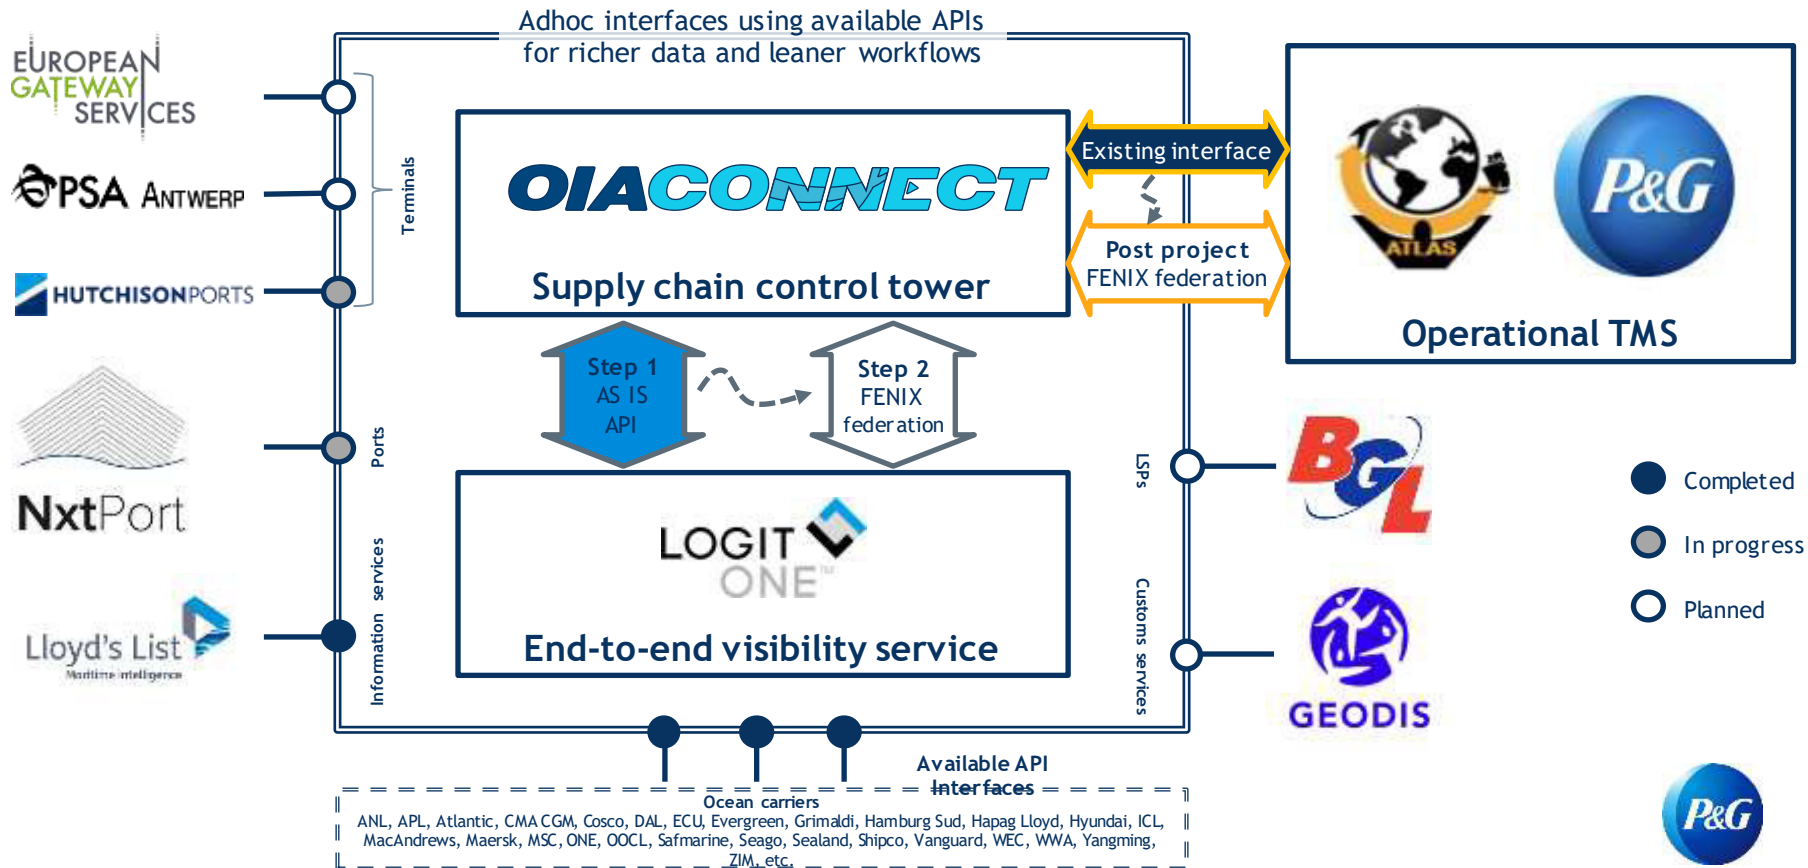 Adhoc interfaces using available APIs
for richer data and leaner workflows
EUROPEAN
GATEWAY
SERVICES
PSA ANTWERP
HUTCHISONPORTS
NxtPort
Lloyd's List
Maritime intelligence
Terminals
Ports
Information services
OIACONNECT
Supply chain control tower
Existing interface
Post project
FENIX federation
ATLAS
P&G
Operational TMS
Step 1
AS IS
API
Step 2
FENIX
federation
LOGIT
ONE™
End-to-end visibility service
LSPs
Customs services
BGL
GEODIS
Completed
In progress
Planned
Available API
Interfaces
Ocean carriers
ANL, APL, Atlantic, CMA CGM, Cosco, DAL, ECU, Evergreen, Grimaldi, Hamburg Sud, Hapag Lloyd, Hyundai, ICL,
MacAndrews, Maersk, MSC, ONE, OOCL, Safmarine, Seago, Sealand, Shipco, Vanguard, WEC, WWA, Yangming,
ZIM, etc.
P&G